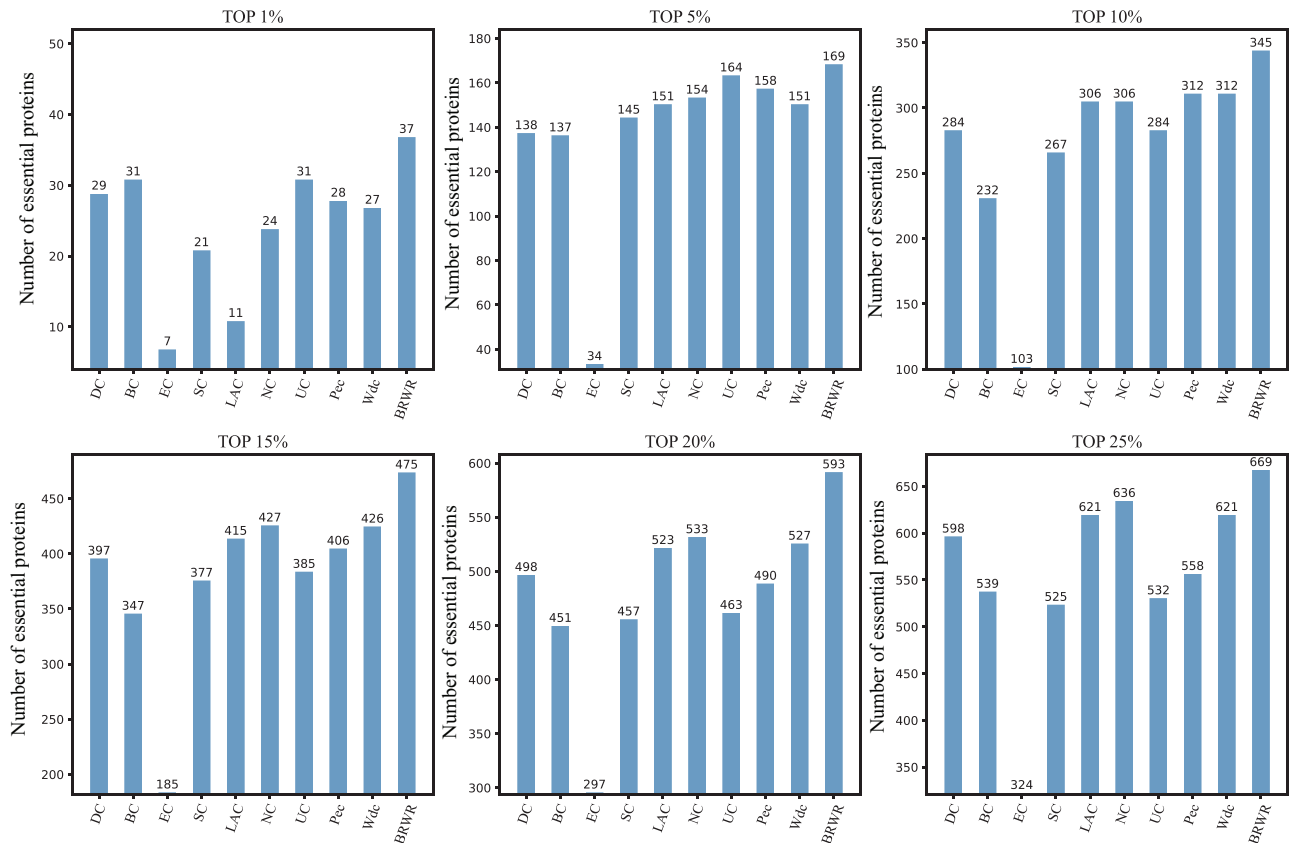 TOP 1%
Number of essential proteins
50
40
30
20
10
29
31
7
21
11
24
31
28
27
37
DC
BC
EC
SC
LAC
NC
UC
Pec
Wdc
BRWR
TOP 5%
Number of essential proteins
180
160
140
120
100
80
60
40
138
137
34
145
151
154
164
158
151
169
DC
BC
EC
SC
LAC
NC
UC
Pec
Wdc
BRWR
TOP 10%
Number of essential proteins
350
300
250
200
150
100
284
232
103
267
306
306
284
312
312
345
DC
BC
EC
SC
LAC
NC
UC
Pec
Wdc
BRWR
TOP 15%
Number of essential proteins
450
400
350
300
250
200
397
347
185
377
415
427
385
406
426
475
DC
BC
EC
SC
LAC
NC
UC
Pec
Wdc
BRWR
TOP 20%
Number of essential proteins
600
550
500
450
400
350
300
498
451
297
457
523
533
463
490
527
593
DC
BC
EC
SC
LAC
NC
UC
Pec
Wdc
BRWR
TOP 25%
Number of essential proteins
650
600
550
500
450
400
350
598
539
324
525
621
636
532
558
621
669
DC
BC
EC
SC
LAC
NC
UC
Pec
Wdc
BRWR